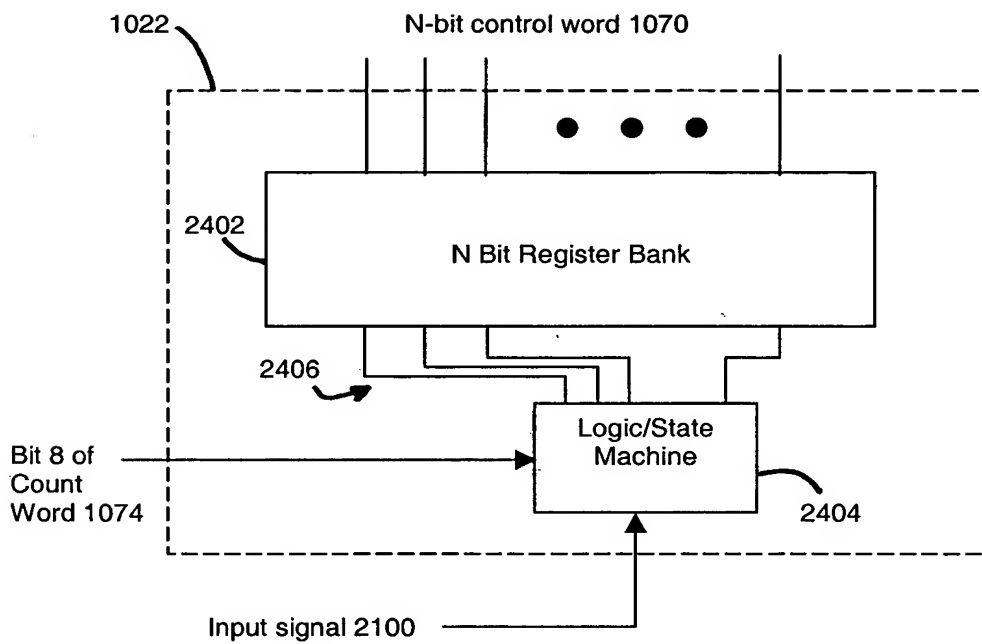 1022
N-bit control word 1070
2402
N Bit Register Bank
2406
Logic/State
Machine
Bit 8 of
Count
Word 1074
2404
Input signal 2100